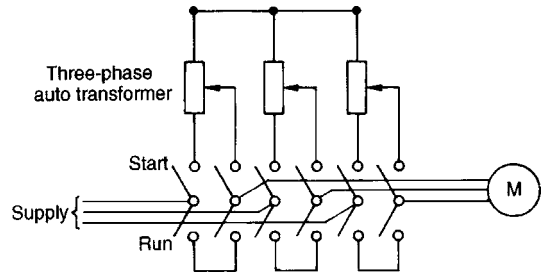 Three-phase
auto transformer
Start
M
Supply
Run